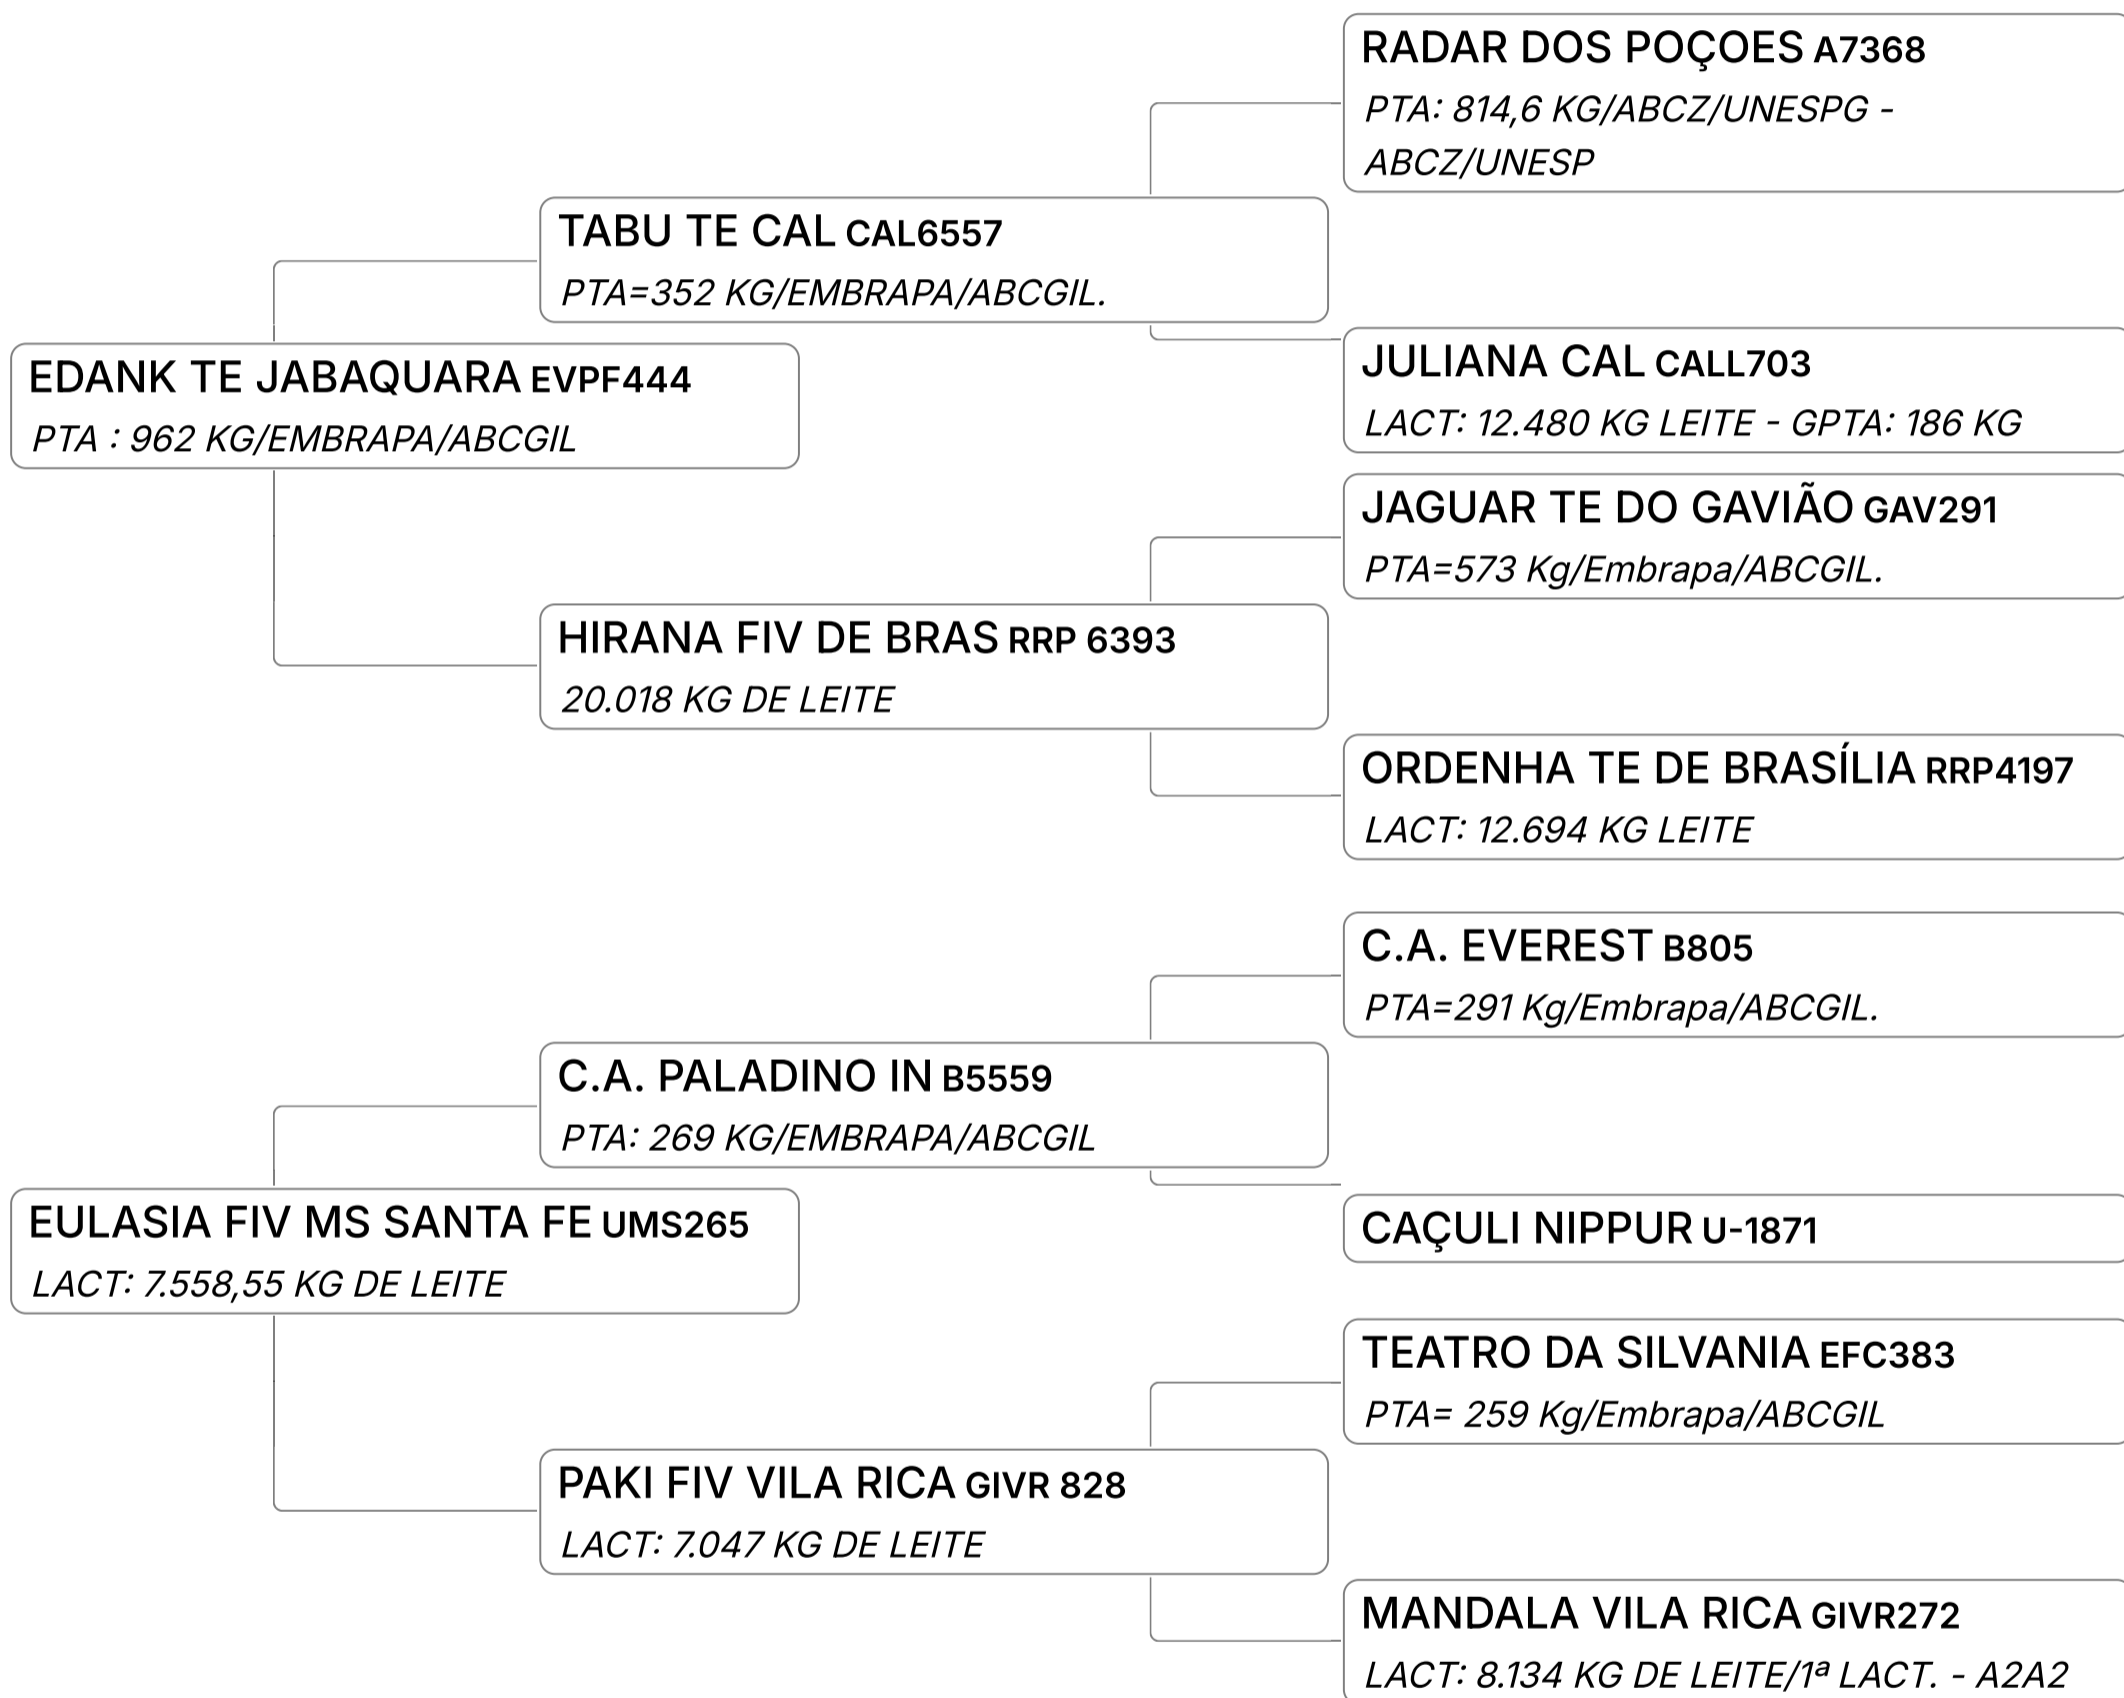 RADAR DOS POÇOES A7368
PTA: 814,6 KG/ABCZ/UNESPG -
ABCZ/UNESP
TABU TE CAL CAL6557
PTA=352 KG/EMBRAPA/ABCGIL.
JULIANA CAL CALL703
LACT: 12.480 KG LEITE - GPTA: 186 KG
EDANK TE JABAQUARA EVPF444
PTA : 962 KG/EMBRAPA/ABCGIL
JAGUAR TE DO GAVIÃO GAV291
PTA=573 Kg/Embrapa/ABCGIL.
HIRANA FIV DE BRAS RRP 6393
20.018 KG DE LEITE
ORDENHA TE DE BRASÍLIA RRP4197
LACT: 12.694 KG LEITE
C.A. EVEREST B805
PTA=291 Kg/Embrapa/ABCGIL.
C.A. PALADINO IN B5559
PTA: 269 KG/EMBRAPA/ABCGIL
CAÇULI NIPPUR U-1871
EULASIA FIV MS SANTA FE UMS265
LACT: 7.558,55 KG DE LEITE
TEATRO DA SILVANIA EFC383
PTA= 259 Kg/Embrapa/ABCGIL
PAKI FIV VILA RICA GIVR 828
LACT: 7.047 KG DE LEITE
MANDALA VILA RICA GIVR272
LACT: 8.134 KG DE LEITE/1ª LACT. - A2A2